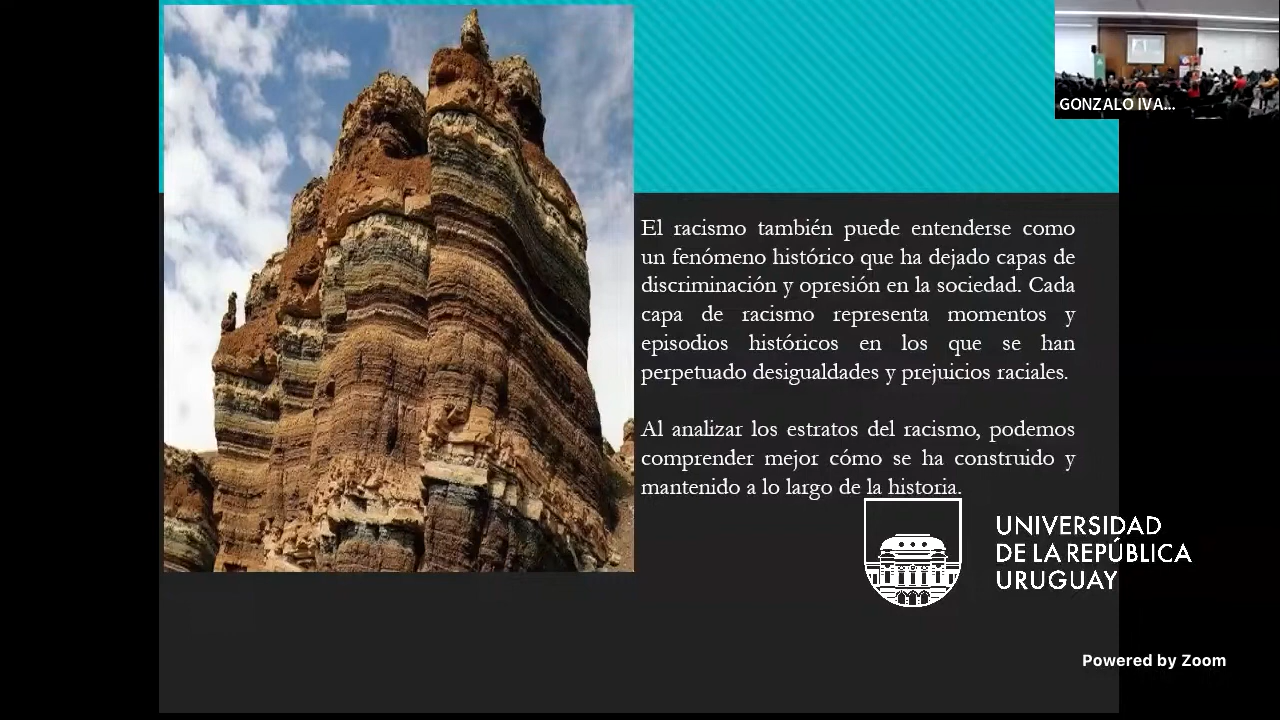 GONZALO IVA...
El racismo también puede entenderse como
un fenómeno histórico que ha dejado capas de
discriminación y opresión en la sociedad. Cada
capa de racismo representa momentos y
episodios históricos en los que se han
perpetuado desigualdades y prejuicios raciales.
Al analizar los estratos del racismo, podemos
comprender mejor cómo se ha construido y
mantenido a lo largo de la historia.
UNIVERSIDAD
DE LA REPÚBLICA
URUGUAY
Powered by Zoom